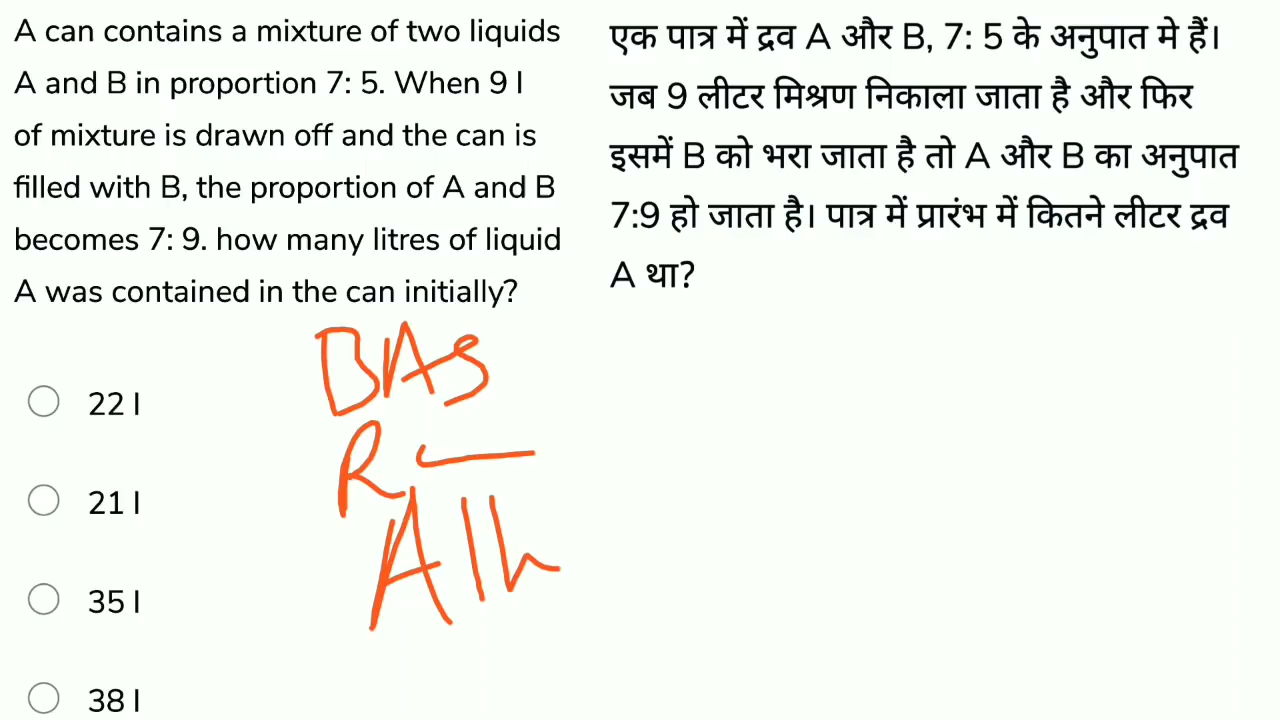 A can contains a mixture of two liquids
A and B in proportion 7: 5. When 9 l
of mixture is drawn off and the can is
filled with B, the proportion of A and B
becomes 7: 9. how many litres of liquid
A was contained in the can initially?
22 l
21 l
35 l
38 l
एक पात्र में द्रव A और B, 7: 5 के अनुपात मे हैं।
जब 9 लीटर मिश्रण निकाला जाता है और फिर
इसमें B को भरा जाता है तो A और B का अनुपात
7:9 हो जाता है। पात्र में प्रारंभ में कितने लीटर द्रव
A था?
BAS